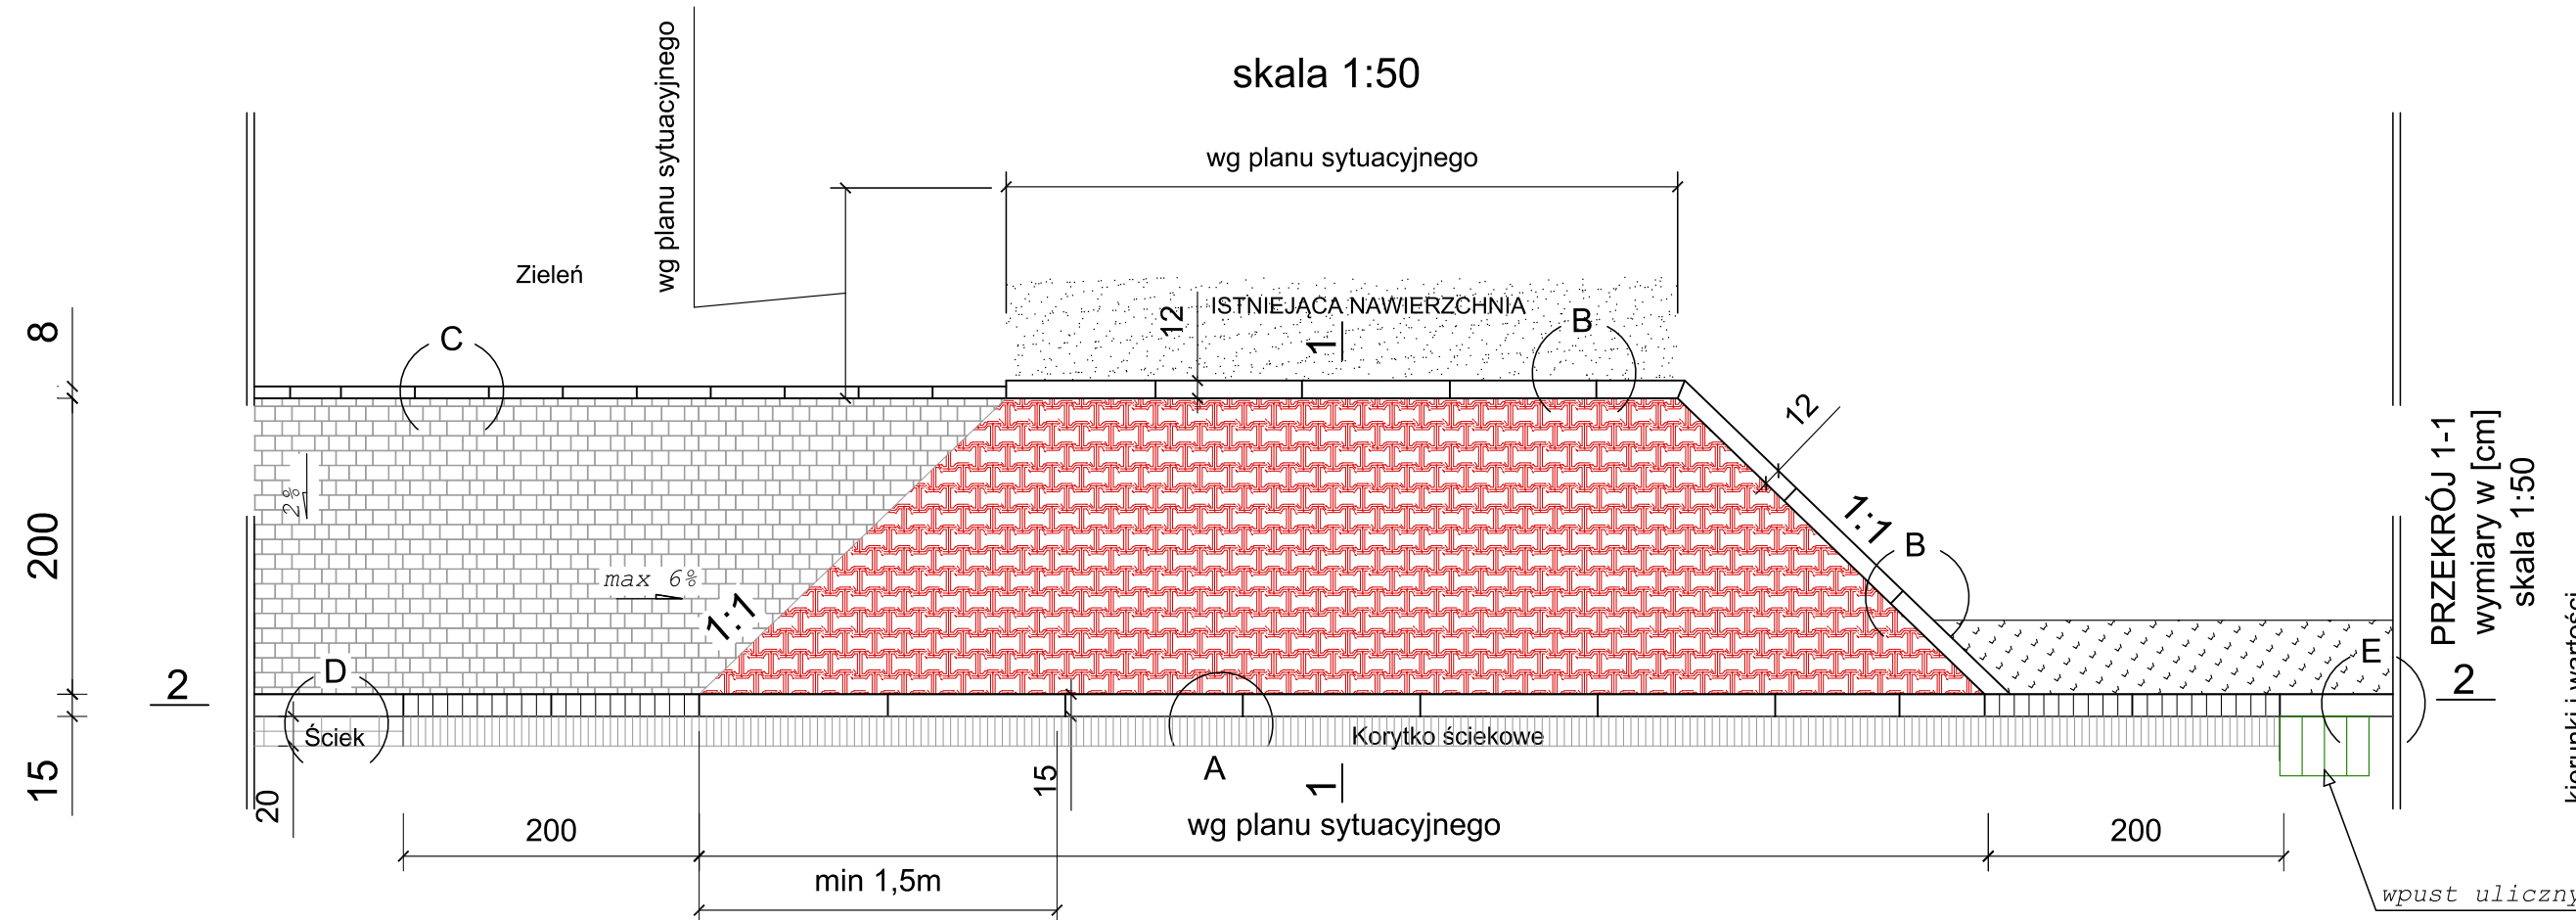 skala 1:50
wg planu sytuacyjnego
wg planu sytuacyjnego
Zieleń
ISTNIEJĄCA NAWIERZCHNIA
12
1
B
C
8
12
1:1
B
PRZEKRÓJ 1-1
wymiary w [cm]
skala 1:50
200
2%
max 6%
1:1
kierunki i wartości
D
E
2
2
Ściek
Korytko ściekowe
A
15
20
15
1
wg planu sytuacyjnego
200
200
min 1,5m
wpust uliczny